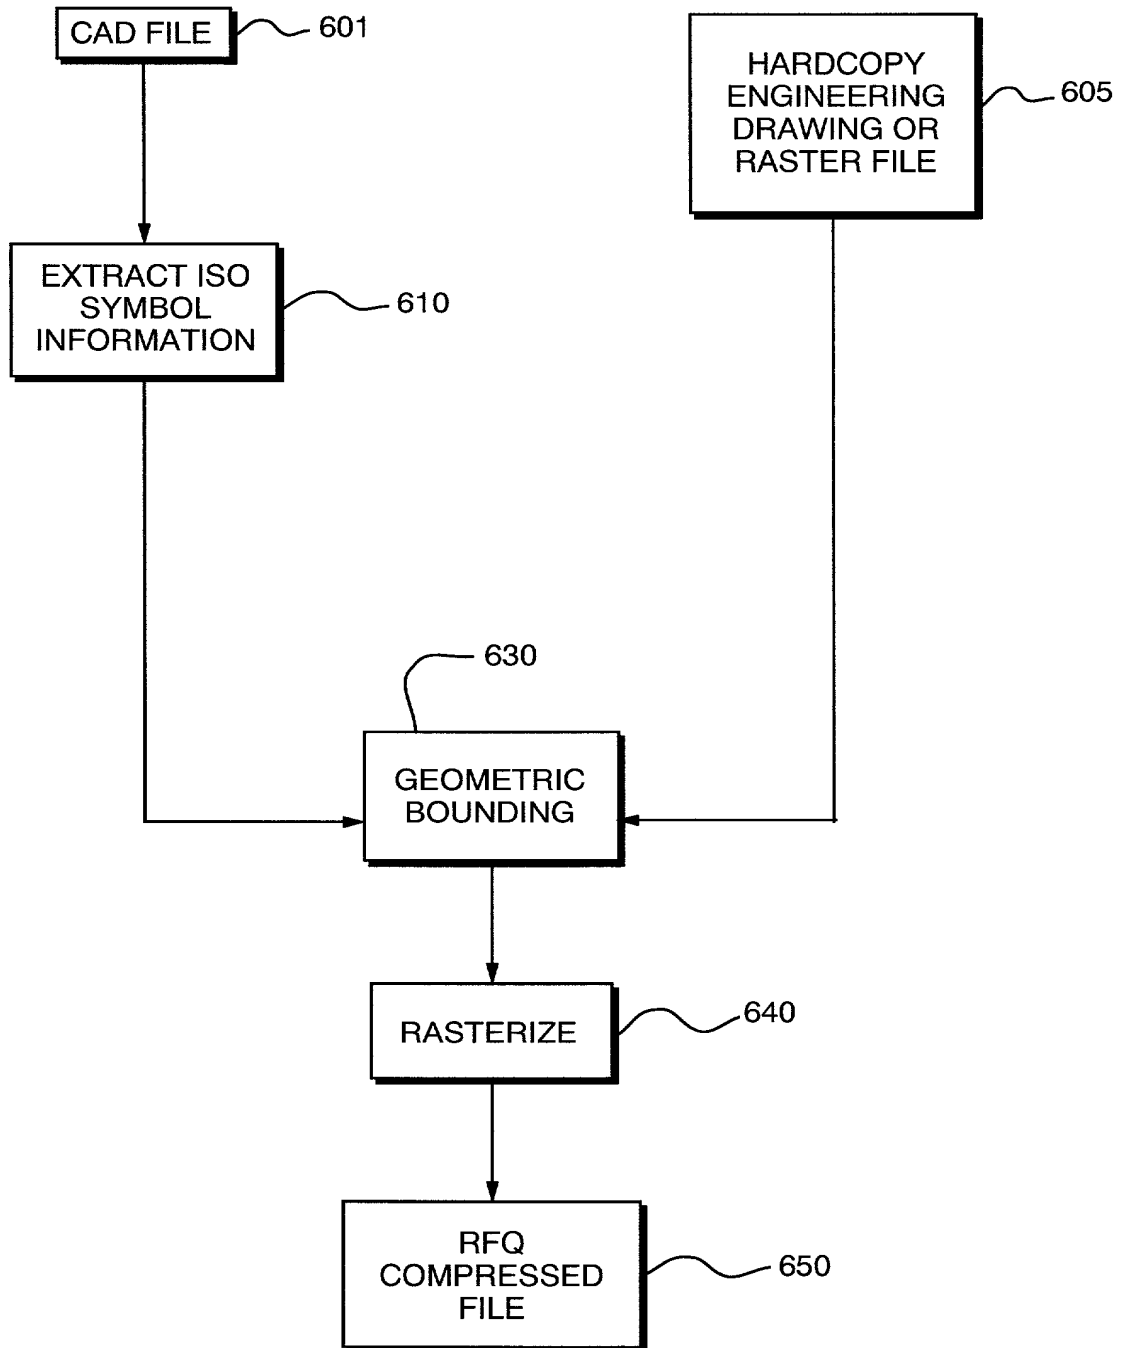 CAD FILE
601
HARDCOPY
ENGINEERING
DRAWING OR
RASTER FILE
605
EXTRACT ISO
SYMBOL
INFORMATION
610
630
GEOMETRIC
BOUNDING
RASTERIZE
640
RFQ
COMPRESSED
FILE
650